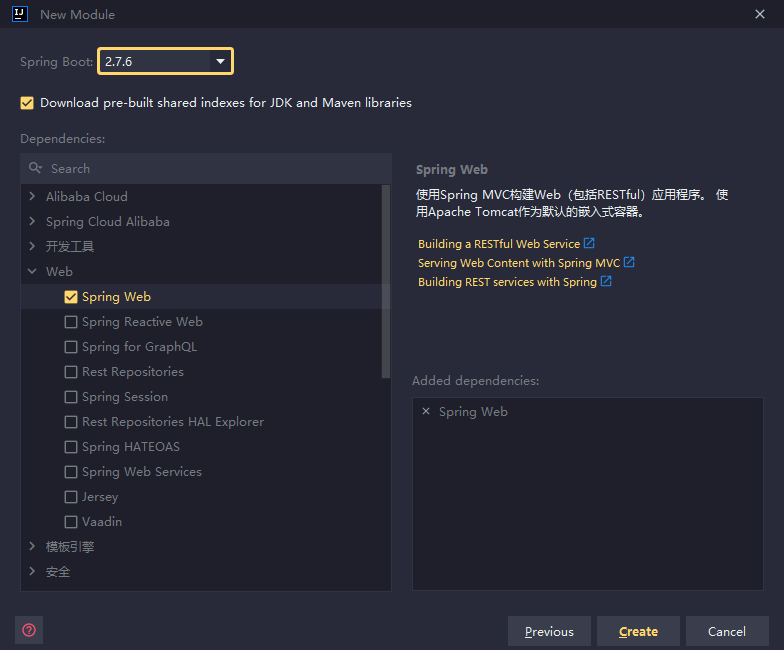 New Module
Spring Boot: 2.7.6
Download pre-built shared indexes for JDK and Maven libraries
Dependencies:
Search
Alibaba Cloud
Spring Cloud Alibaba
开发工具
Web
Spring Web
Spring Reactive Web
Spring for GraphQL
Rest Repositories
Spring Session
Rest Repositories HAL Explorer
Spring HATEOAS
Spring Web Services
Jersey
Vaadin
模板引擎
安全
Spring Web
使用Spring MVC构建Web（包括RESTful）应用程序。 使
用Apache Tomcat作为默认的嵌入式容器。
Building a RESTful Web Service
Serving Web Content with Spring MVC
Building REST services with Spring
Added dependencies:
Spring Web
Previous
Create
Cancel